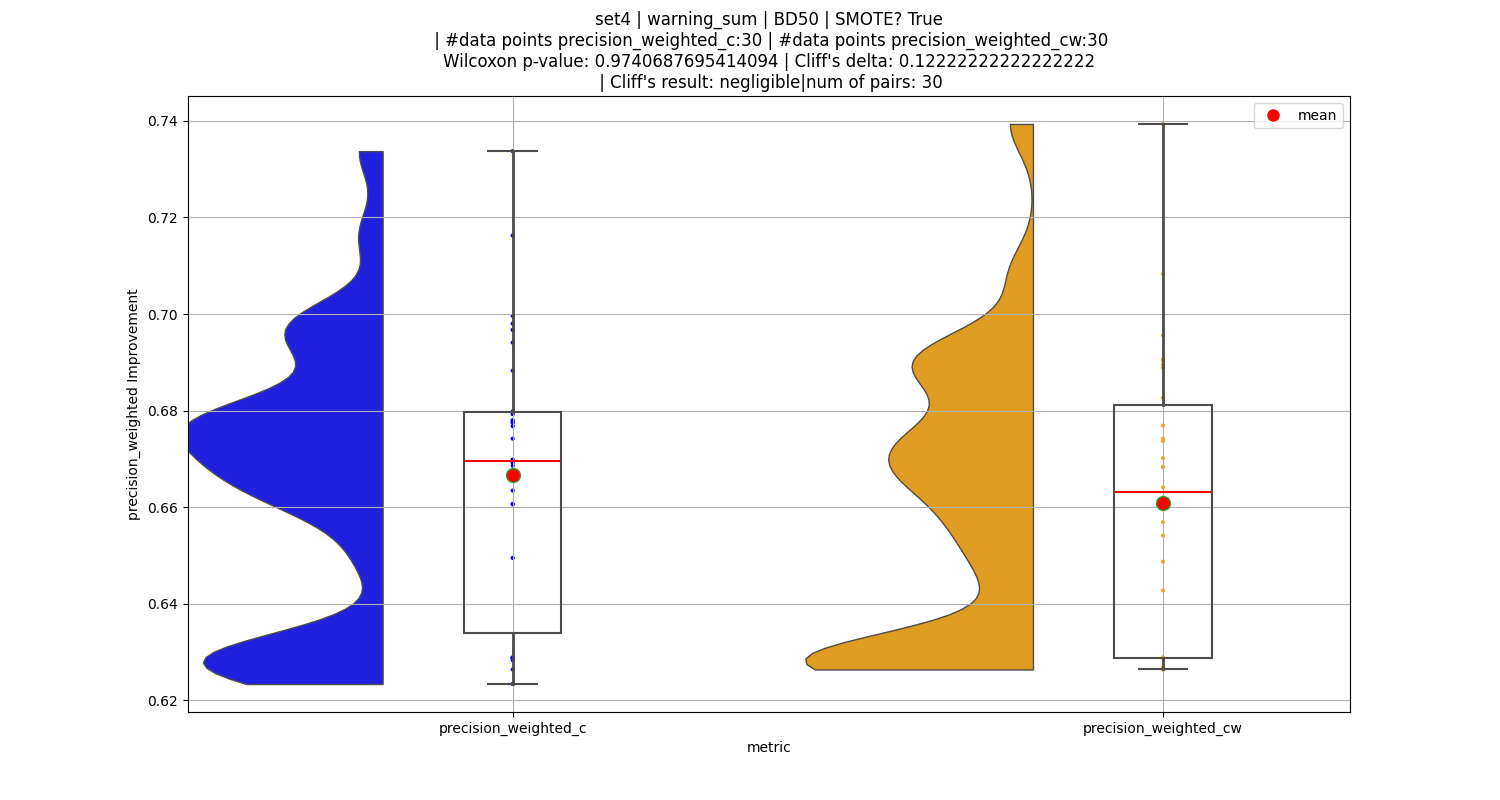 set4 | warning_sum | BD50 | SMOTE? True
| #data points precision_weighted_c:30 | #data points precision_weighted_cw:30
Wilcoxon p-value: 0.9740687695414094 | Cliff's delta: 0.12222222222222222
| Cliff's result: negligible|num of pairs: 30
mean
0.74
0.72
0.70
0.68
0.66
0.64
0.62
precision_weighted Improvement
precision_weighted_c
precision_weighted_cw
metric